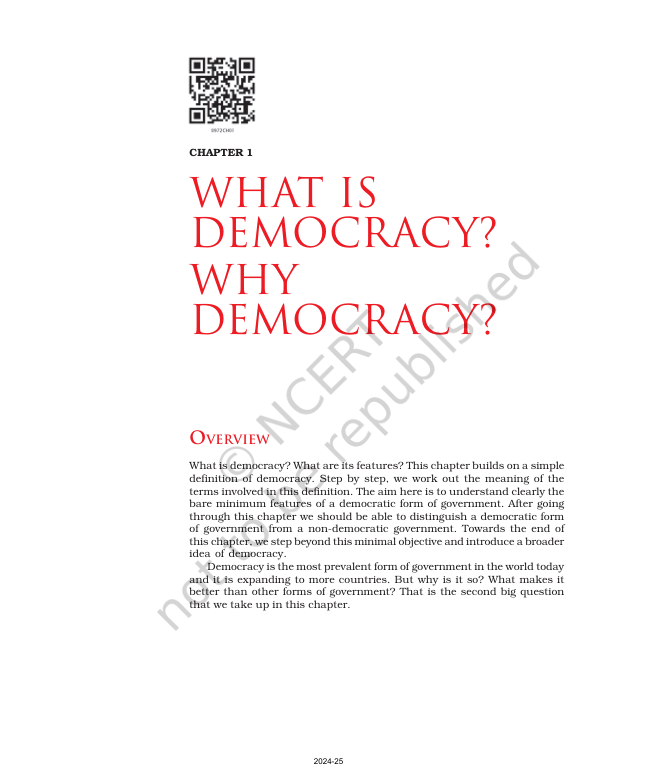 0972CH01
CHAPTER 1
WHAT IS
DEMOCRACY?
WHY
DEMOCRACY?
© NCERT
not to be republished
OVERVIEW
What is democracy? What are its features? This chapter builds on a simple
definition of democracy. Step by step, we work out the meaning of the
terms involved in this definition. The aim here is to understand clearly the
bare minimum features of a democratic form of government. After going
through this chapter we should be able to distinguish a democratic form
of government from a non-democratic government. Towards the end of
this chapter, we step beyond this minimal objective and introduce a broader
idea of democracy.
Democracy is the most prevalent form of government in the world today
and it is expanding to more countries. But why is it so? What makes it
better than other forms of government? That is the second big question
that we take up in this chapter.
2024-25